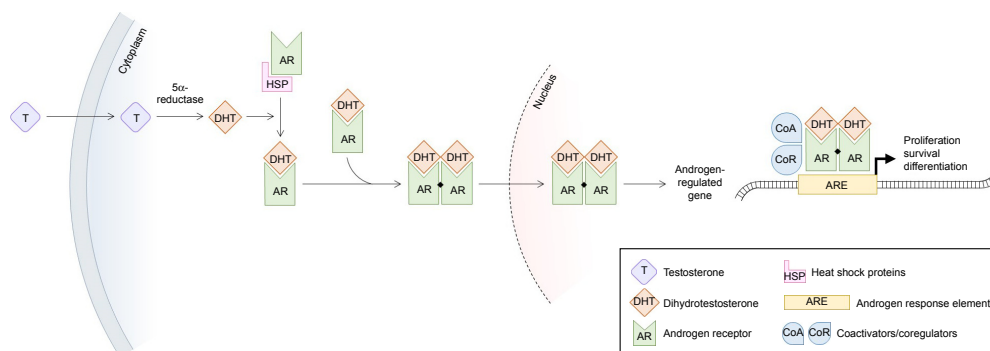 Cytoplasm
T
T
5α-
reductase
DHT
AR
HSP
DHT
AR
DHT
AR
DHT DHT
AR AR
Nucleus
DHT DHT
AR AR
Androgen-
regulated
gene
CoA
CoR
DHT DHT
AR AR
ARE
Proliferation
survival
differentiation
T Testosterone
DHT Dihydrotestosterone
AR Androgen receptor
HSP Heat shock proteins
ARE Androgen response element
CoA CoR Coactivators/coregulators